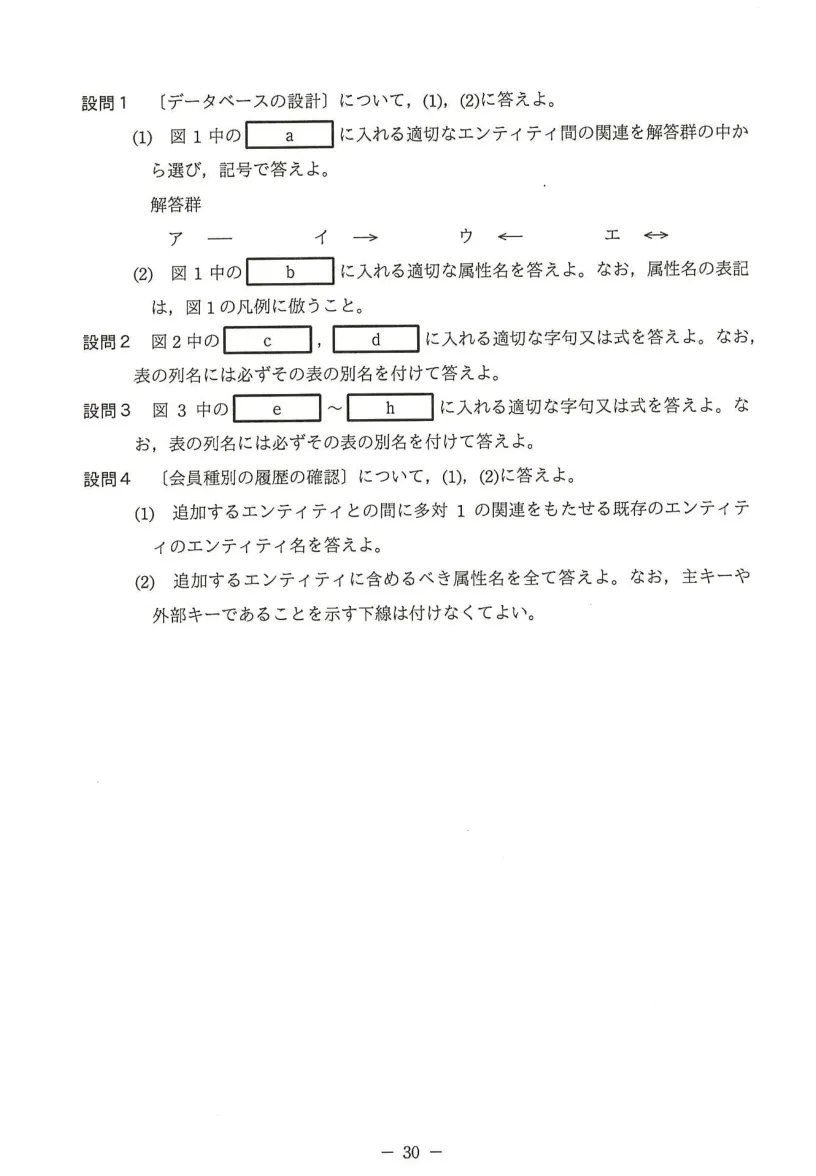 設問1 〔データベースの設計〕について，(1)，(2)に答えよ。
(1) 図1中の a に入れる適切なエンティティ間の関連を解答群の中か
ら選び，記号で答えよ。
解答群
ア ― イ → ウ ← エ ↔
(2) 図1中の b に入れる適切な属性名を答えよ。なお，属性名の表記
は，図1の凡例に倣うこと。
設問2 図2中の c ， d に入れる適切な字句又は式を答えよ。なお，
表の列名には必ずその表の別名を付けて答えよ。
設問3 図3中の e ～ h に入れる適切な字句又は式を答えよ。な
お，表の列名には必ずその表の別名を付けて答えよ。
設問4 〔会員種別の履歴の確認〕について，(1)，(2)に答えよ。
(1) 追加するエンティティとの間に多対1の関連をもたせる既存のエンティテ
ィのエンティティ名を答えよ。
(2) 追加するエンティティに含めるべき属性名を全て答えよ。なお，主キーや
外部キーであることを示す下線は付けなくてよい。
－ 30 －